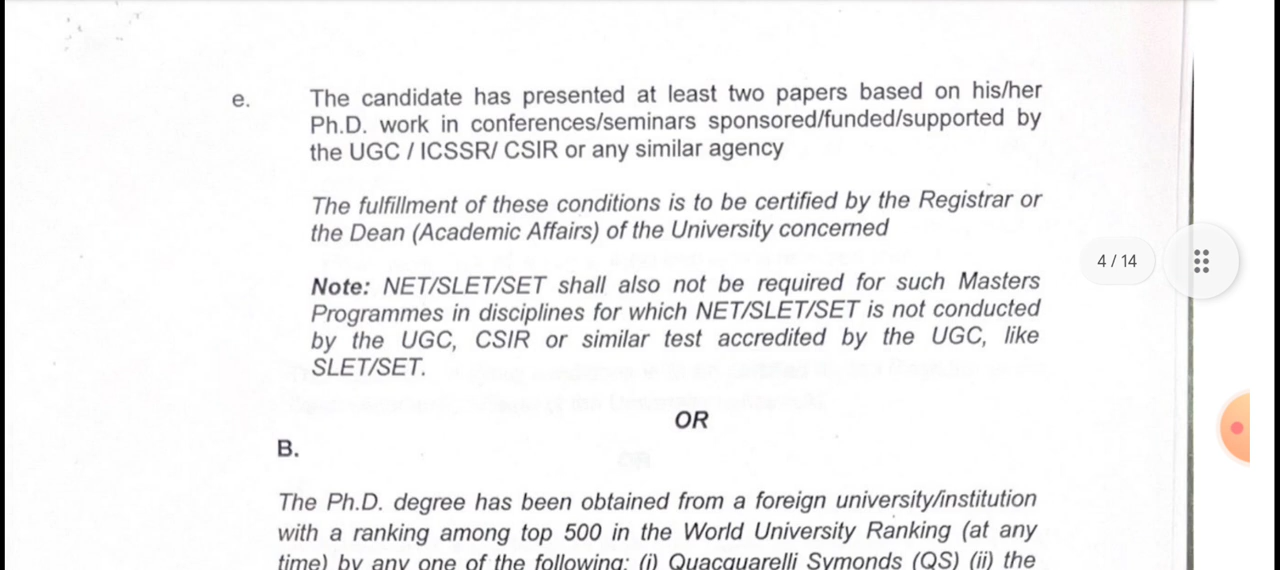 e.
The candidate has presented at least two papers based on his/her
Ph.D. work in conferences/seminars sponsored/funded/supported by
the UGC / ICSSR/ CSIR or any similar agency
The fulfillment of these conditions is to be certified by the Registrar or
the Dean (Academic Affairs) of the University concerned
Note: NET/SLET/SET shall also not be required for such Masters
Programmes in disciplines for which NET/SLET/SET is not conducted
by the UGC, CSIR or similar test accredited by the UGC, like
SLET/SET.
OR
B.
The Ph.D. degree has been obtained from a foreign university/institution
with a ranking among top 500 in the World University Ranking (at any
time) by any one of the following: (i) Quacquarelli Symonds (QS) (ii) the
4 / 14